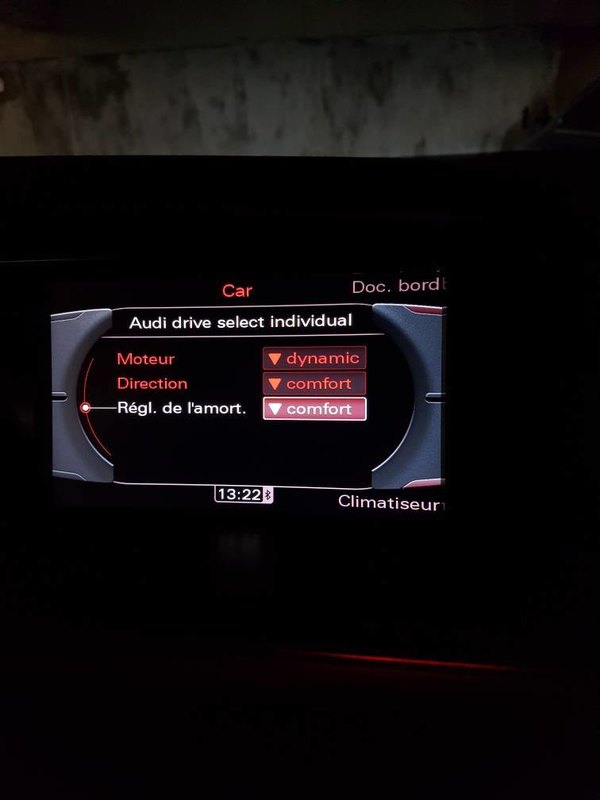 Car
Doc. bord
Audi drive select individual
Moteur ▼ dynamic
Direction ▼ comfort
Régl. de l'amort. ▼ comfort
13:22
Climatiseur